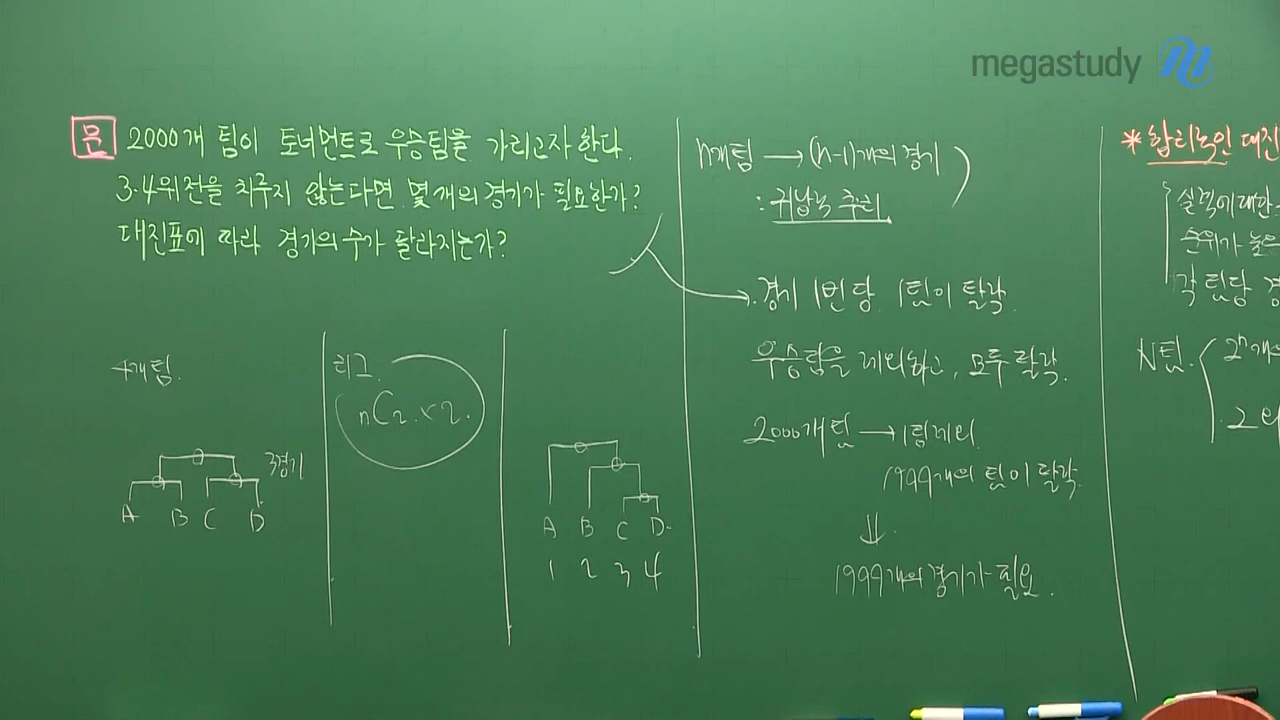 megastudy
문 2000개 팀이 토너먼트로 우승팀을 가리고자 한다.
3·4위전을 치루지 않는다면 몇 개의 경기가 필요한가?
대진표에 따라 경기의 수가 달라지는가?
4개팀.
3경기
A B C D
리그.
nC₂ × 2.
A B C D.
1 2 3 4
n개팀 → (n-1)개의 경기
: 귀납적 추리
경기 1번당 1팀이 탈락.
우승팀을 제외하고, 모두 탈락.
2000개팀 → 1팀제외.
1999개의 팀이 탈락.
⇓
1999개의 경기가 필요.
* 합리적인 대진
실력에 대한
순위가 높은
각 팀당 경
N팀. 2ⁿ개